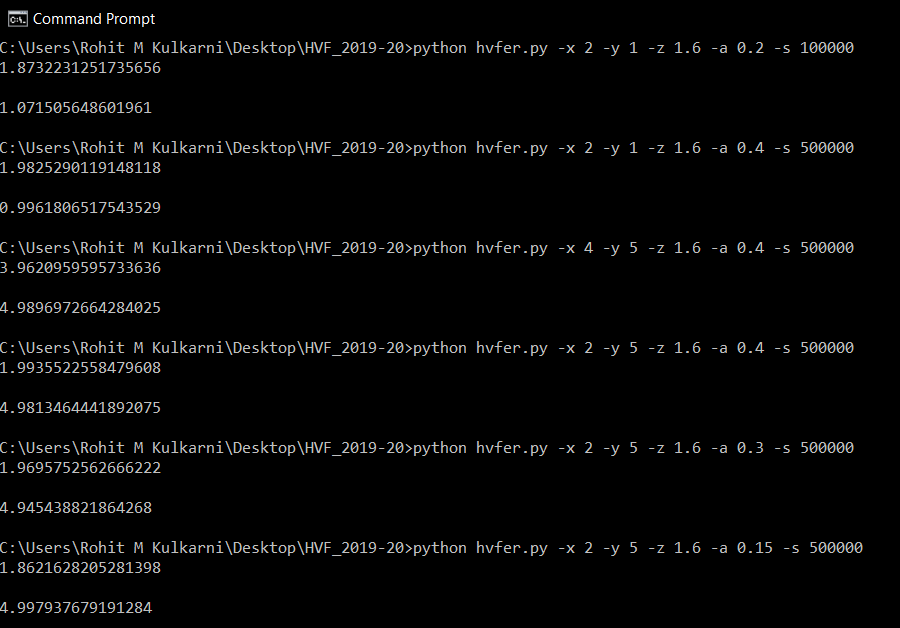 Command Prompt
C:\Users\Rohit M Kulkarni\Desktop\HVF_2019-20>python hvfer.py -x 2 -y 1 -z 1.6 -a 0.2 -s 100000
1.8732231251735656
1.071505648601961
C:\Users\Rohit M Kulkarni\Desktop\HVF_2019-20>python hvfer.py -x 2 -y 1 -z 1.6 -a 0.4 -s 500000
1.9825290119148118
0.9961806517543529
C:\Users\Rohit M Kulkarni\Desktop\HVF_2019-20>python hvfer.py -x 4 -y 5 -z 1.6 -a 0.4 -s 500000
3.9620959595733636
4.9896972664284025
C:\Users\Rohit M Kulkarni\Desktop\HVF_2019-20>python hvfer.py -x 2 -y 5 -z 1.6 -a 0.4 -s 500000
1.9935522558479608
4.9813464441892075
C:\Users\Rohit M Kulkarni\Desktop\HVF_2019-20>python hvfer.py -x 2 -y 5 -z 1.6 -a 0.3 -s 500000
1.9695752562666222
4.945438821864268
C:\Users\Rohit M Kulkarni\Desktop\HVF_2019-20>python hvfer.py -x 2 -y 5 -z 1.6 -a 0.15 -s 500000
1.8621628205281398
4.997937679191284